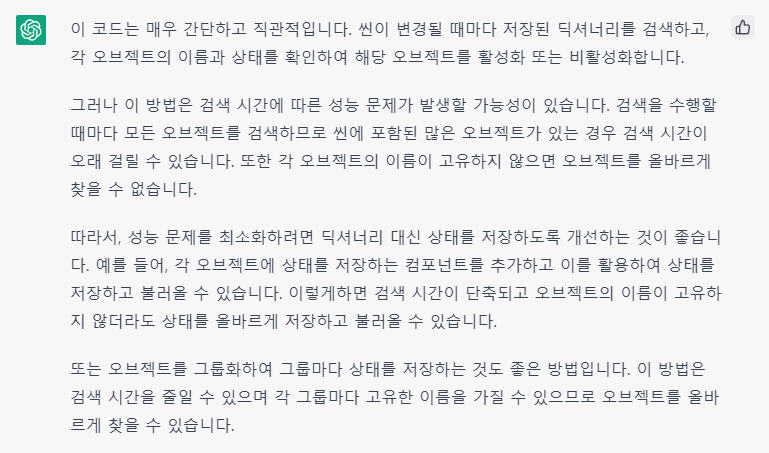 이 코드는 매우 간단하고 직관적입니다. 씬이 변경될 때마다 저장된 딕셔너리를 검색하고,
각 오브젝트의 이름과 상태를 확인하여 해당 오브젝트를 활성화 또는 비활성화합니다.
그러나 이 방법은 검색 시간에 따른 성능 문제가 발생할 가능성이 있습니다. 검색을 수행할
때마다 모든 오브젝트를 검색하므로 씬에 포함된 많은 오브젝트가 있는 경우 검색 시간이
오래 걸릴 수 있습니다. 또한 각 오브젝트의 이름이 고유하지 않으면 오브젝트를 올바르게
찾을 수 없습니다.
따라서, 성능 문제를 최소화하려면 딕셔너리 대신 상태를 저장하도록 개선하는 것이 좋습니
다. 예를 들어, 각 오브젝트에 상태를 저장하는 컴포넌트를 추가하고 이를 활용하여 상태를
저장하고 불러올 수 있습니다. 이렇게하면 검색 시간이 단축되고 오브젝트의 이름이 고유하
지 않더라도 상태를 올바르게 저장하고 불러올 수 있습니다.
또는 오브젝트를 그룹화하여 그룹마다 상태를 저장하는 것도 좋은 방법입니다. 이 방법은
검색 시간을 줄일 수 있으며 각 그룹마다 고유한 이름을 가질 수 있으므로 오브젝트를 올바
르게 찾을 수 있습니다.